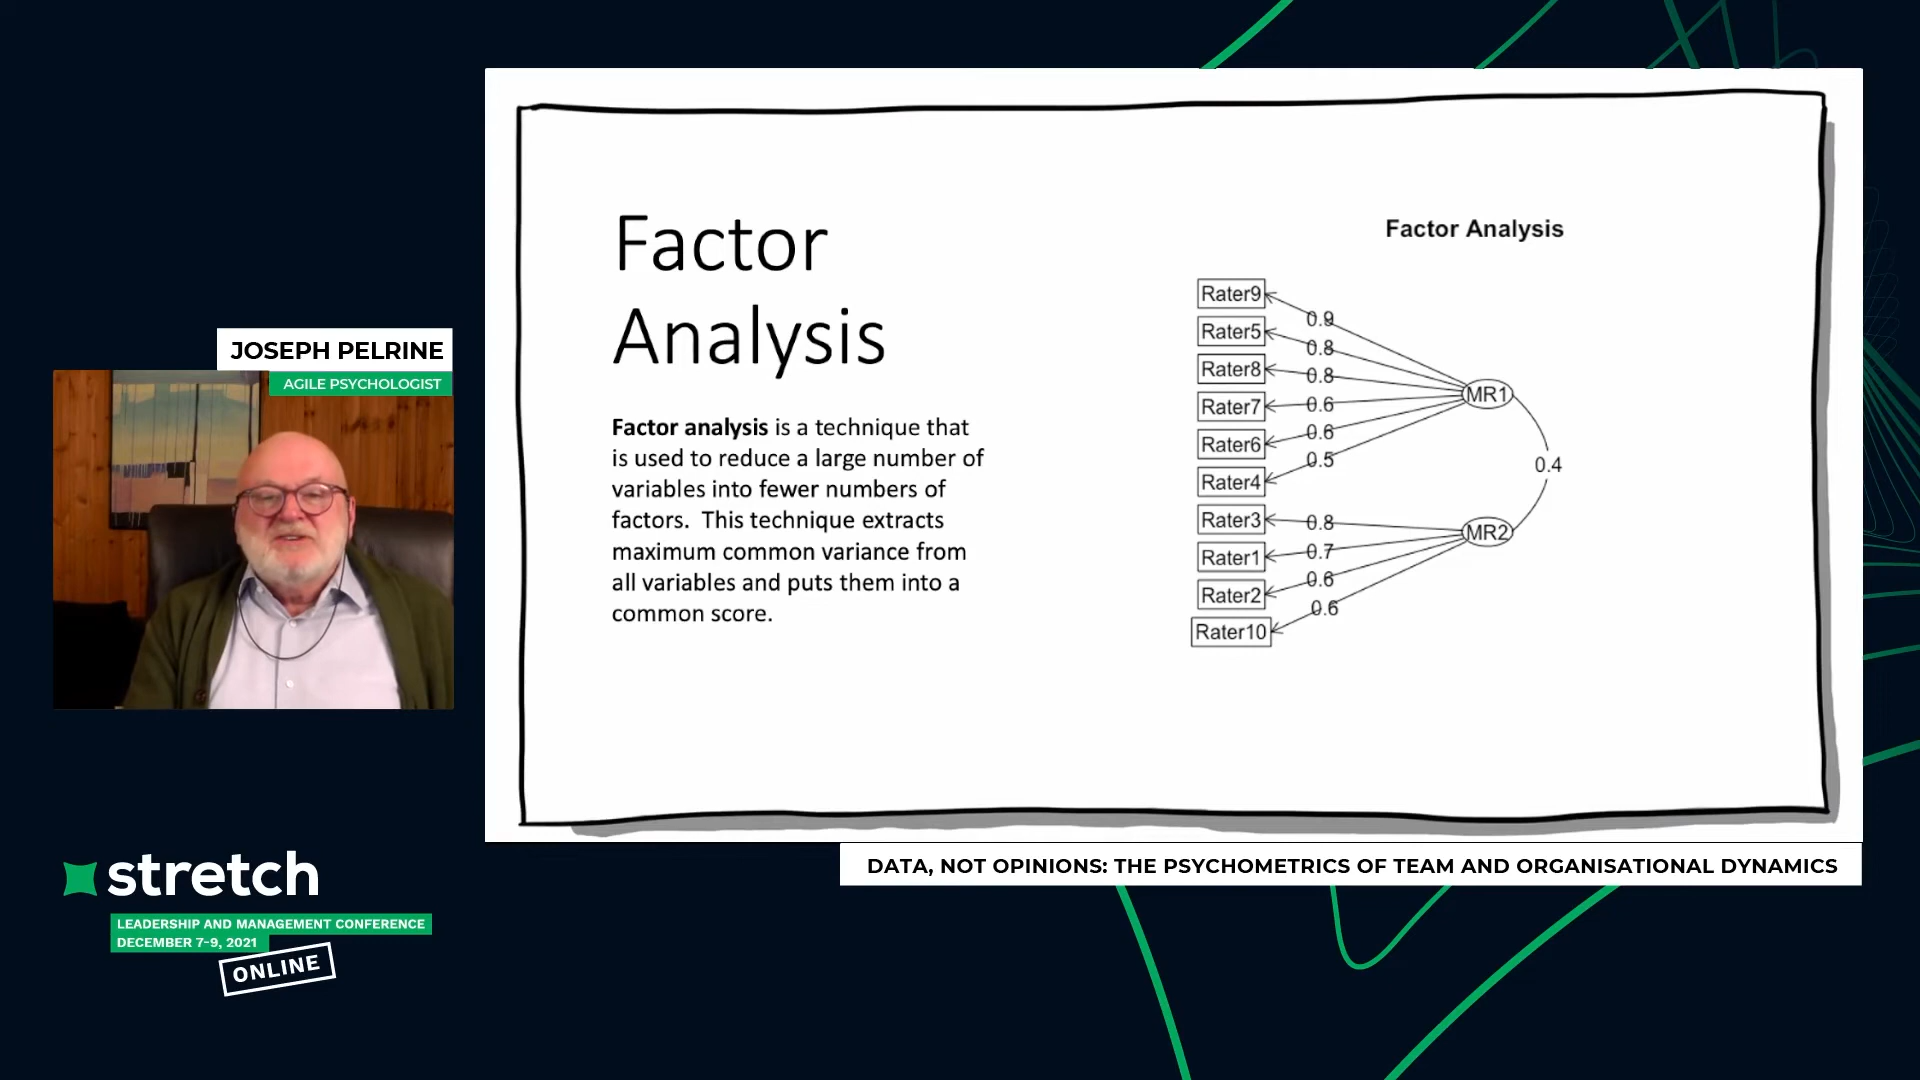 JOSEPH PELRINE
AGILE PSYCHOLOGIST
Factor
Analysis
Factor analysis is a technique that
is used to reduce a large number of
variables into fewer numbers of
factors.  This technique extracts
maximum common variance from
all variables and puts them into a
common score.
Factor Analysis
Rater9
0.9
Rater5
0.8
Rater8
0.8
Rater7
0.6
Rater6
0.6
Rater4
0.5
MR1
0.4
Rater3
0.8
Rater1
0.7
Rater2
0.6
Rater10
0.6
MR2
DATA, NOT OPINIONS: THE PSYCHOMETRICS OF TEAM AND ORGANISATIONAL DYNAMICS
stretch
LEADERSHIP AND MANAGEMENT CONFERENCE
DECEMBER 7-9, 2021
ONLINE